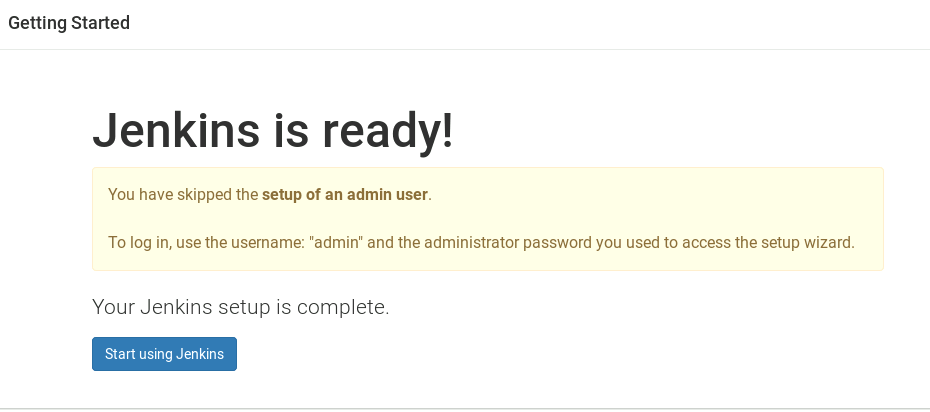 Getting Started
Jenkins is ready!
You have skipped the setup of an admin user.
To log in, use the username: "admin" and the administrator password you used to access the setup wizard.
Your Jenkins setup is complete.
Start using Jenkins